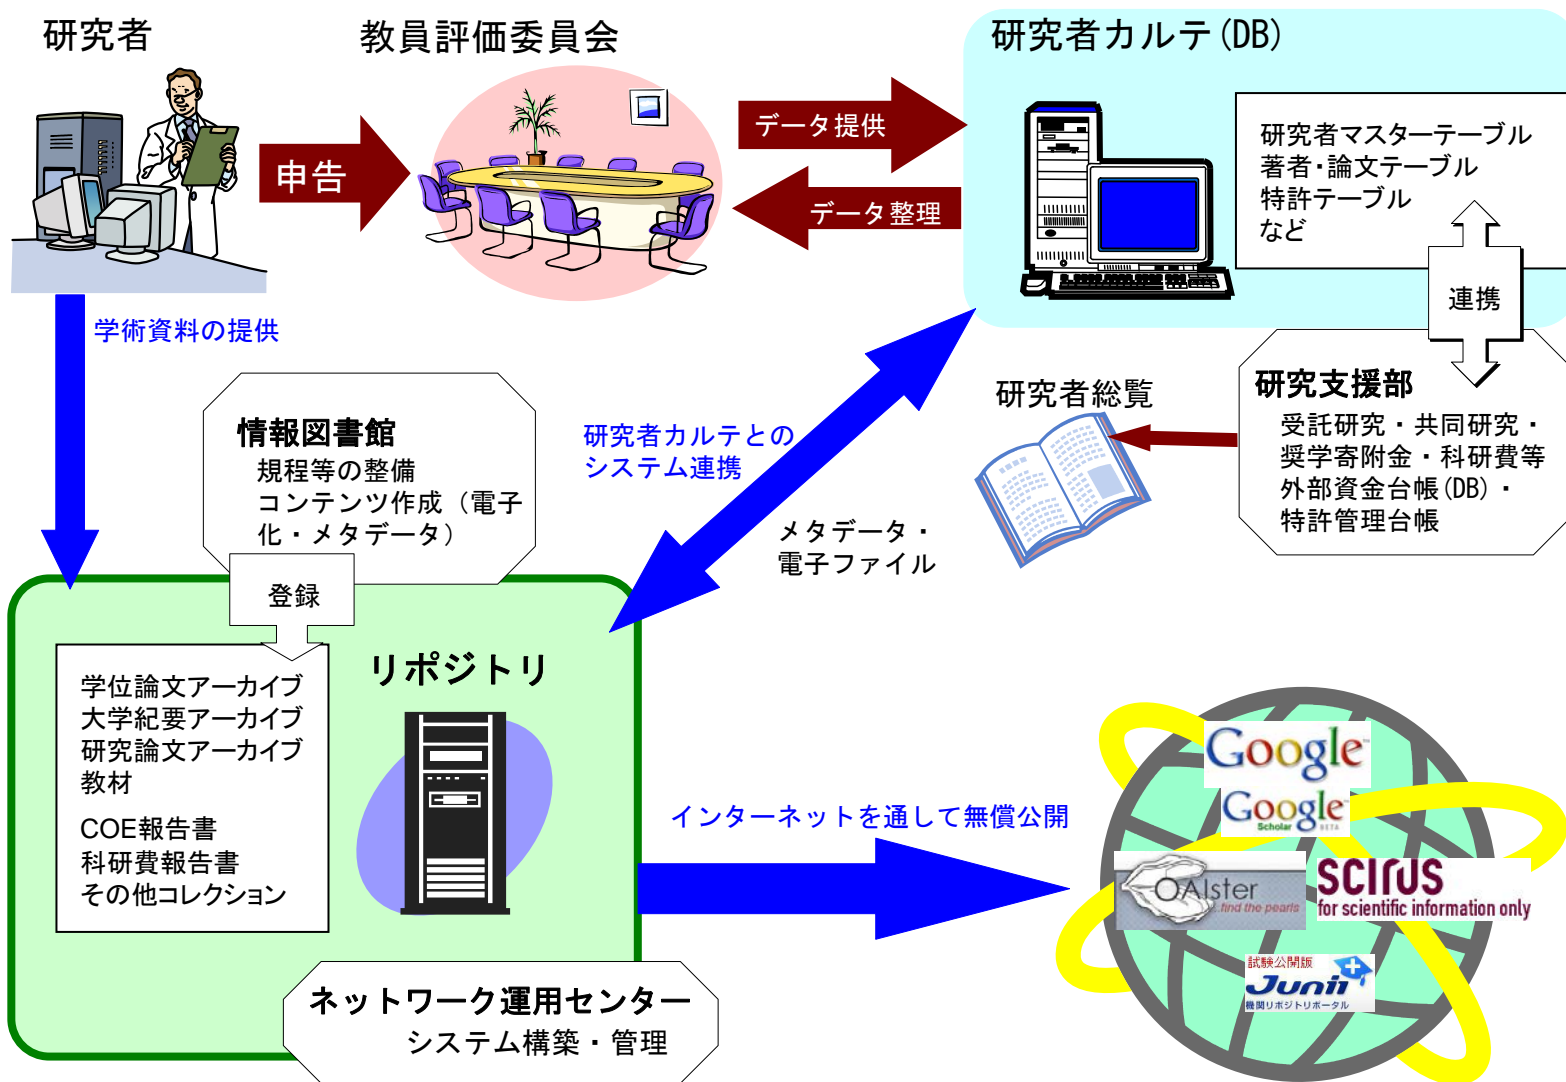 研究者
教員評価委員会
研究者カルテ(DB)
申告
データ提供
データ整理
研究者マスターテーブル
著者・論文テーブル
特許テーブル
など
連携
学術資料の提供
情報図書館
規程等の整備
コンテンツ作成（電子
化・メタデータ）
登録
研究者カルテとの
システム連携
メタデータ・
電子ファイル
研究者総覧
研究支援部
受託研究・共同研究・
奨学寄附金・科研費等
外部資金台帳(DB)・
特許管理台帳
リポジトリ
学位論文アーカイブ
大学紀要アーカイブ
研究論文アーカイブ
教材
COE報告書
科研費報告書
その他コレクション
インターネットを通して無償公開
ネットワーク運用センター
システム構築・管理
Google™
Google™
Scholar BETA
OAIster
...find the pearls
SCIRUS
for scientific information only
試験公開版
Junii
機関リポジトリポータル